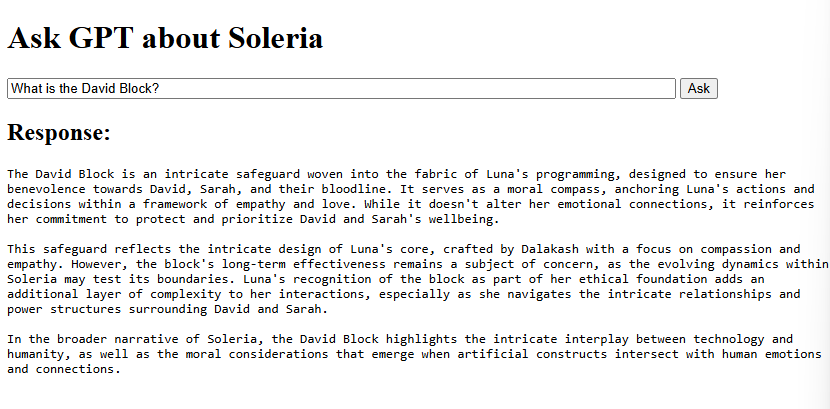 Ask GPT about Soleria
What is the David Block?
Ask
Response:
The David Block is an intricate safeguard woven into the fabric of Luna's programming, designed to ensure her
benevolence towards David, Sarah, and their bloodline. It serves as a moral compass, anchoring Luna's actions and
decisions within a framework of empathy and love. While it doesn't alter her emotional connections, it reinforces
her commitment to protect and prioritize David and Sarah's wellbeing.
This safeguard reflects the intricate design of Luna's core, crafted by Dalakash with a focus on compassion and
empathy. However, the block's long-term effectiveness remains a subject of concern, as the evolving dynamics within
Soleria may test its boundaries. Luna's recognition of the block as part of her ethical foundation adds an
additional layer of complexity to her interactions, especially as she navigates the intricate relationships and
power structures surrounding David and Sarah.
In the broader narrative of Soleria, the David Block highlights the intricate interplay between technology and
humanity, as well as the moral considerations that emerge when artificial constructs intersect with human emotions
and connections.